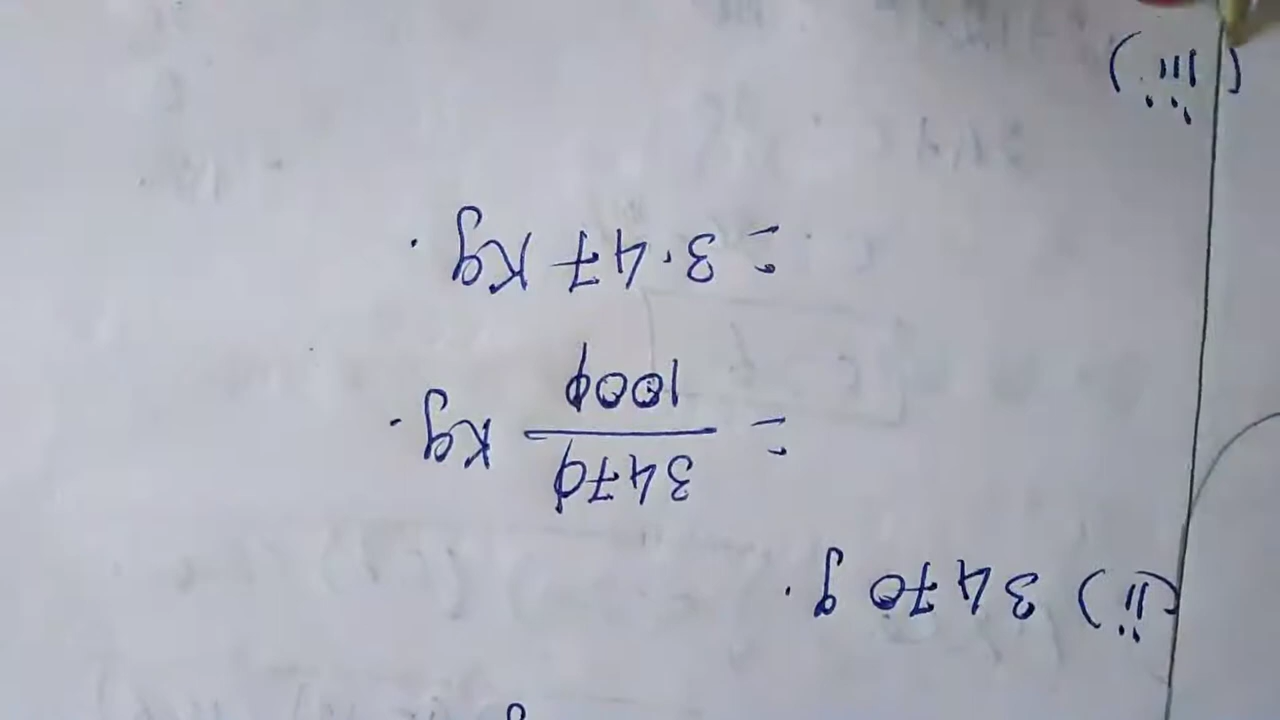 (ii) 3470 g.
= 3470/1000 kg.
= 3.47 kg.
(iii)